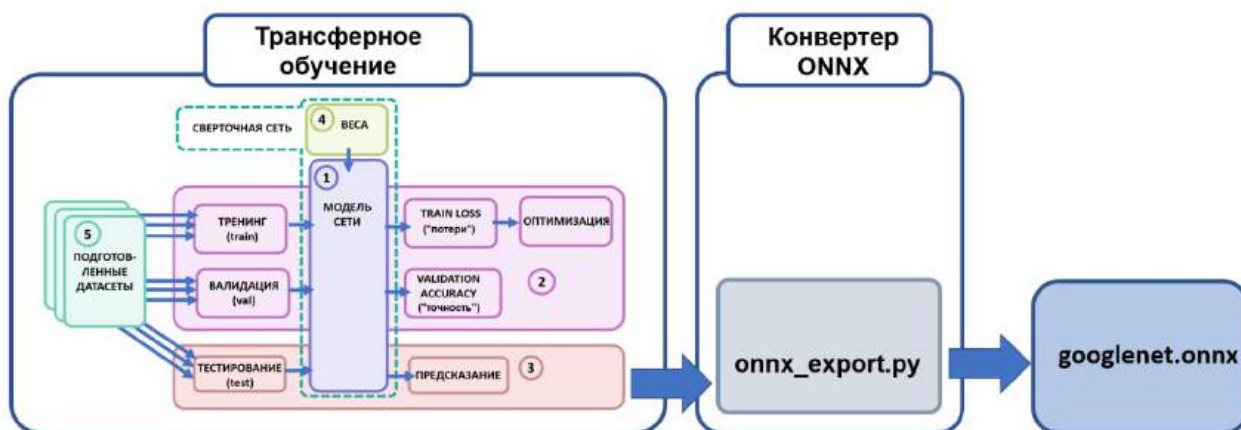 Трансферное
обучение
Конвертер
ONNX
4
ВЕСА
СВЕРТОЧНАЯ СЕТЬ
1
МОДЕЛЬ
СЕТИ
5
ПОДГОТОВ-
ЛЕННЫЕ
ДАТАСЕТЫ
ТРЕНИНГ
(train)
TRAIN LOSS
("потери")
ОПТИМИЗАЦИЯ
ВАЛИДАЦИЯ
(val)
VALIDATION
ACCURACY
("точность")
2
ТЕСТИРОВАНИЕ
(test)
ПРЕДСКАЗАНИЕ
3
onnx_export.py
googlenet.onnx